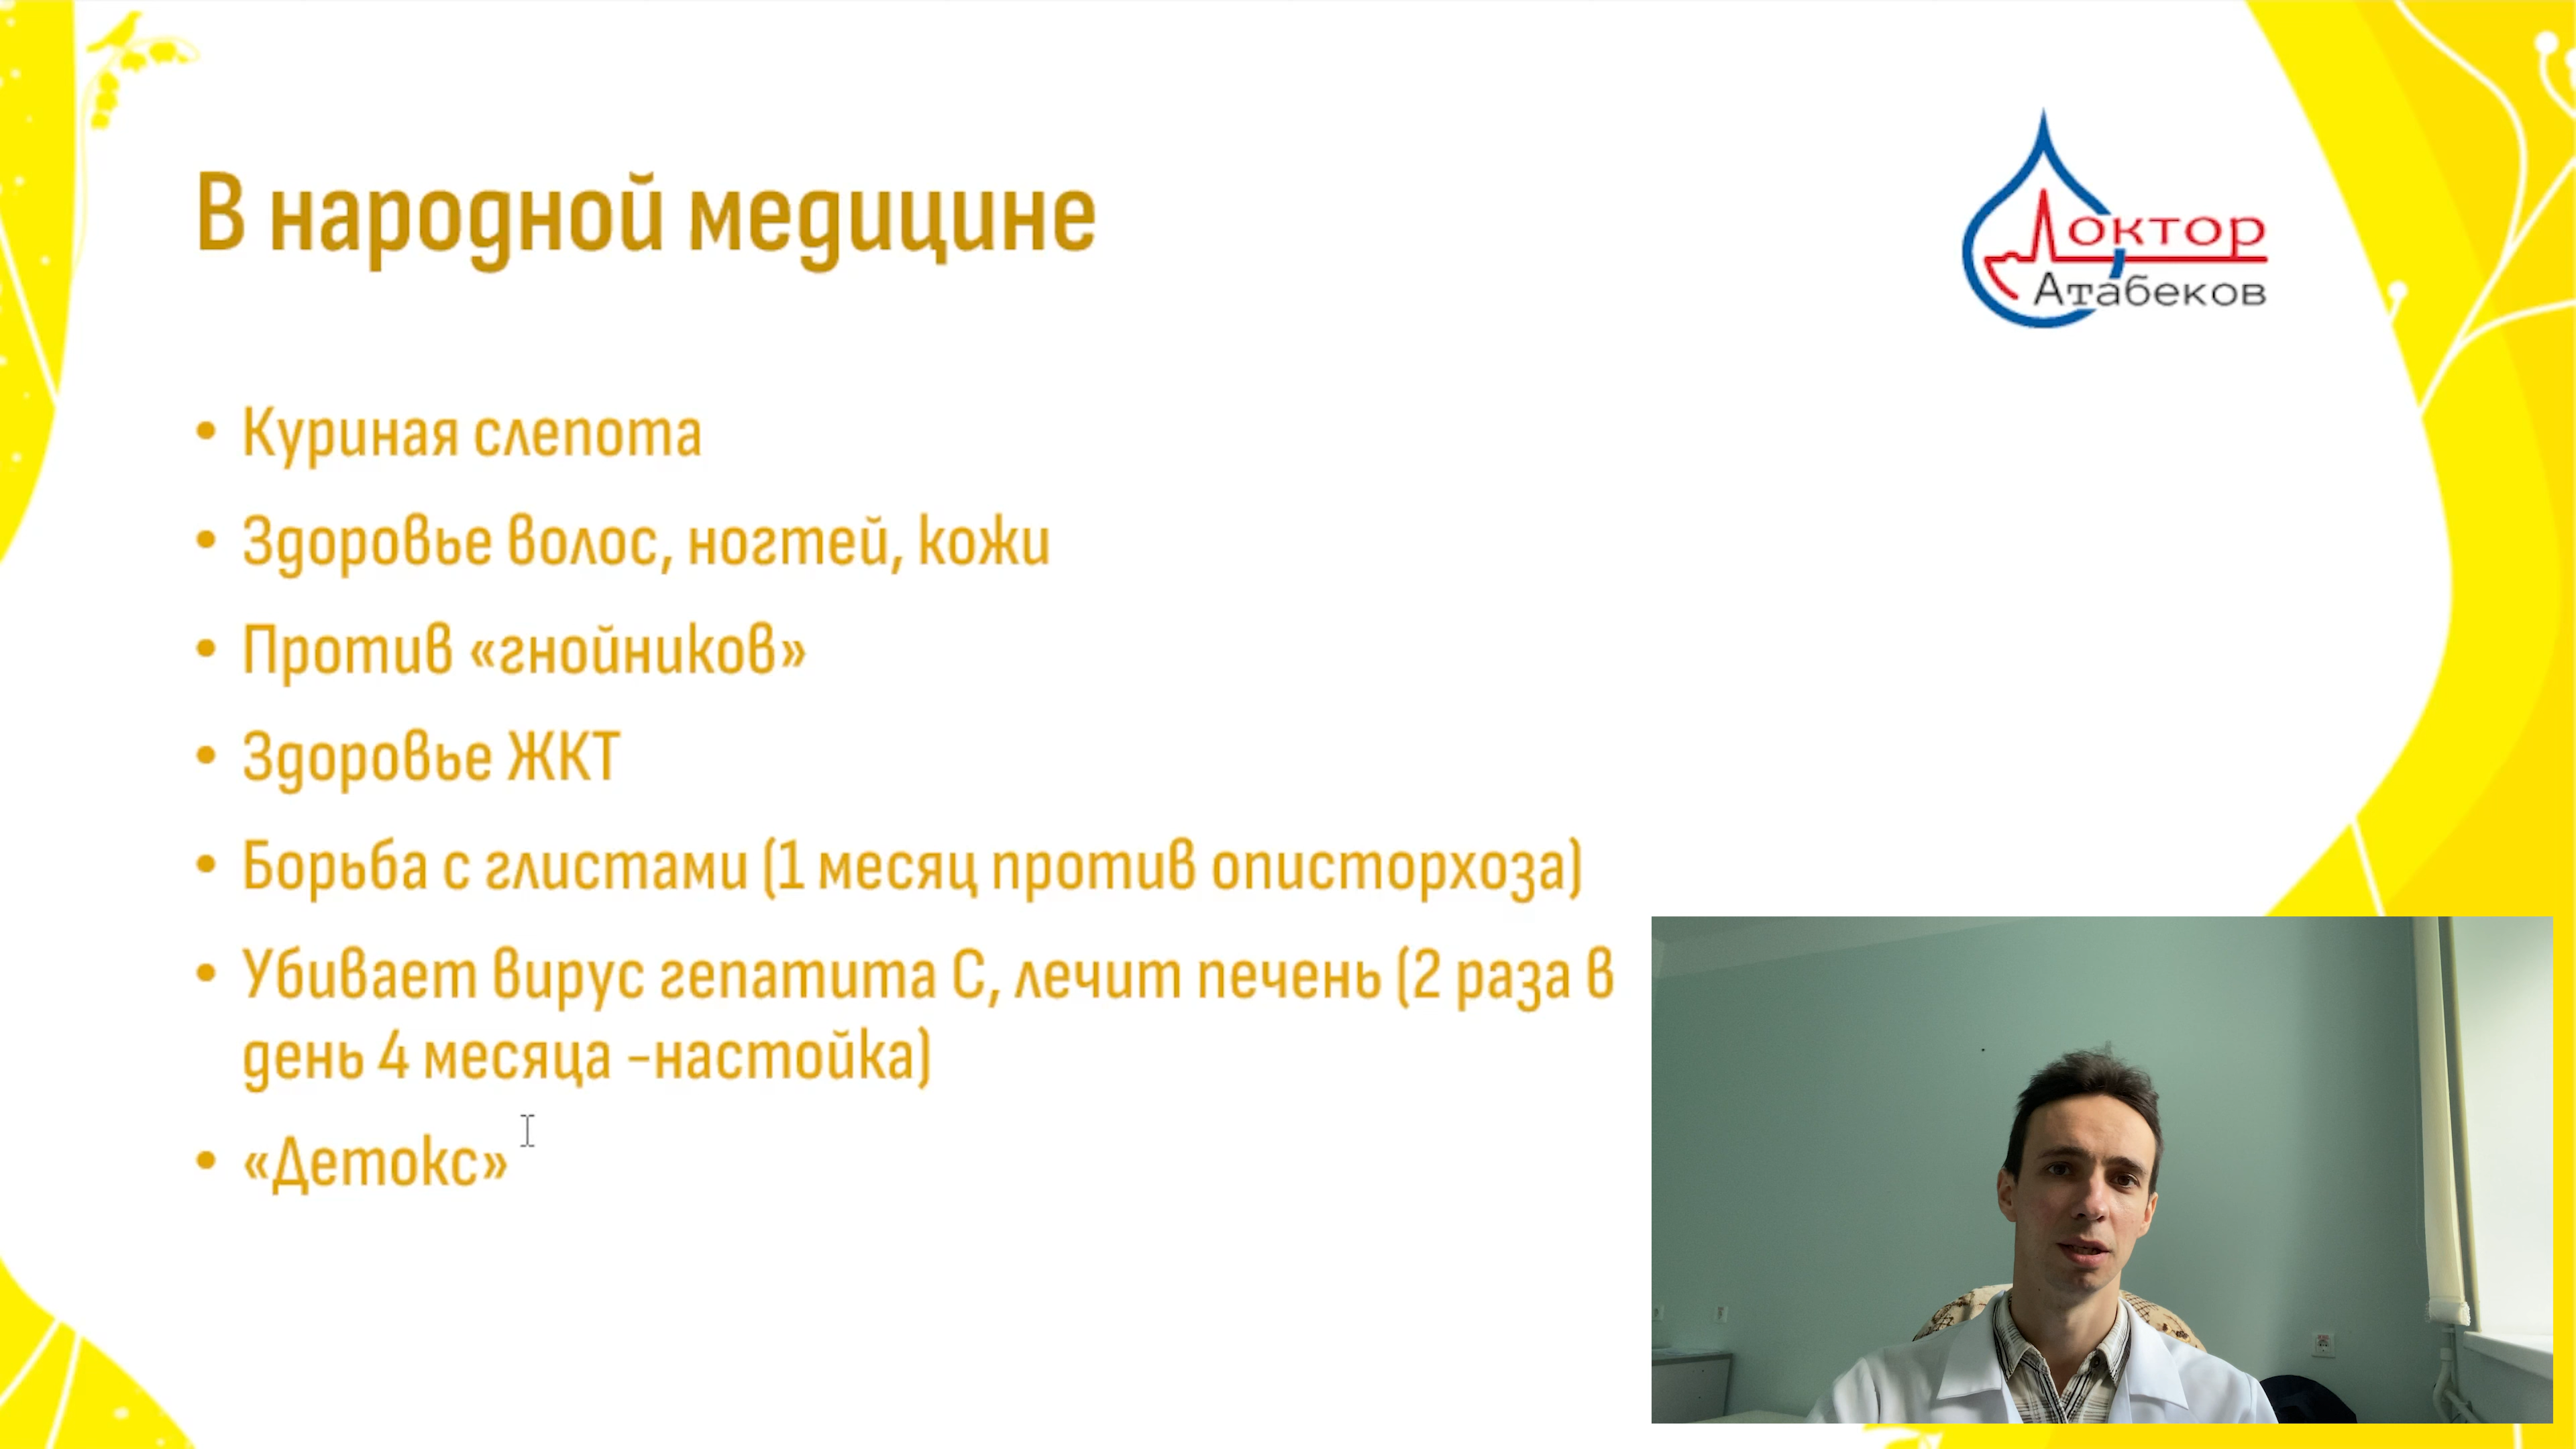 В народной медицине
Доктор
Атабеков
• Куриная слепота
• Здоровье волос, ногтей, кожи
• Против «гнойников»
• Здоровье ЖКТ
• Борьба с глистами (1 месяц против описторхоза)
• Убивает вирус гепатита С, лечит печень (2 раза в
день 4 месяца -настойка)
• «Детокс»